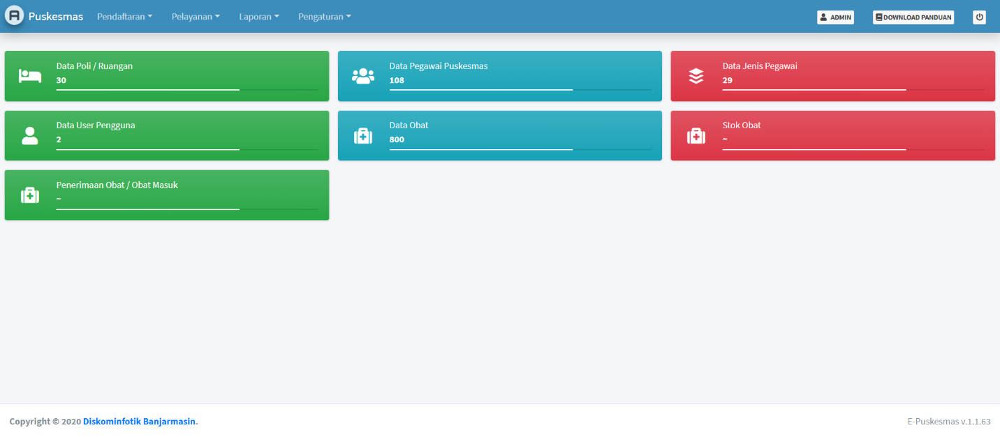 Puskesmas Pendaftaran Pelayanan Laporan Pengaturan ADMIN DOWNLOAD PANDUAN
Data Poli / Ruangan
30
Data Pegawai Puskesmas
108
Data Jenis Pegawai
29
Data User Pengguna
2
Data Obat
800
Stok Obat
~
Penerimaan Obat / Obat Masuk
~
Copyright © 2020 Diskominfotik Banjarmasin.
E-Puskesmas v.1.1.63